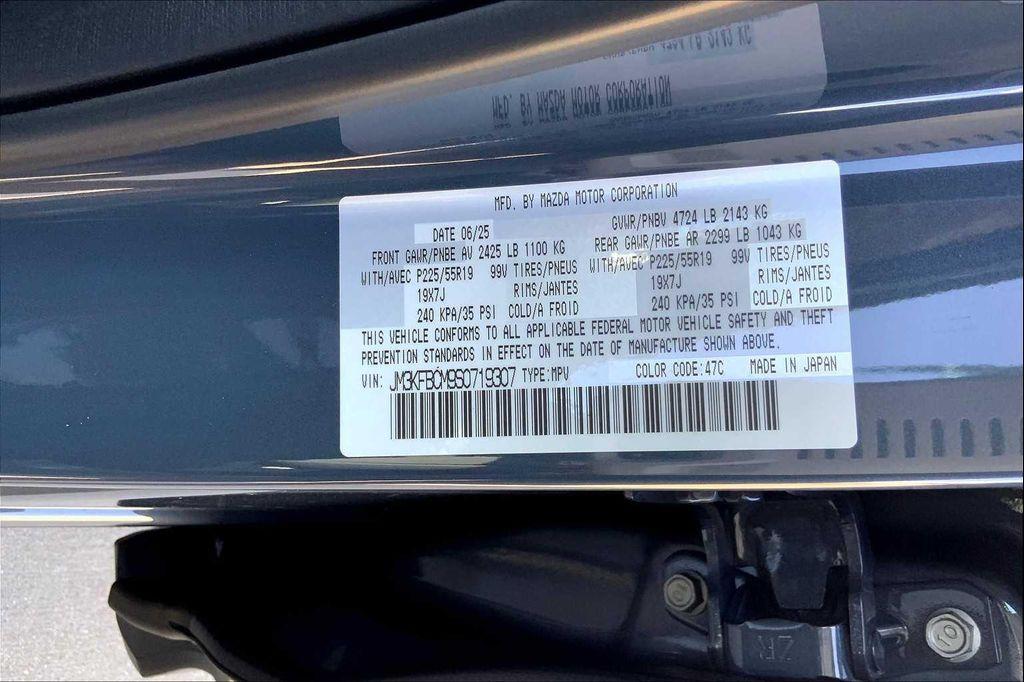 MFD. BY MAZDA MOTOR CORPORATION
DATE 06/25
GVWR/PNBV 4724 LB 2143 KG
FRONT GAWR/PNBE AV 2425 LB 1100 KG
REAR GAWR/PNBE AR 2299 LB 1043 KG
WITH/AVEC P225/55R19 99V TIRES/PNEUS
WITH/AVEC P225/55R19 99V TIRES/PNEUS
19X7J RIMS/JANTES
19X7J RIMS/JANTES
240 KPA/35 PSI COLD/A FROID
240 KPA/35 PSI COLD/A FROID
THIS VEHICLE CONFORMS TO ALL APPLICABLE FEDERAL MOTOR VEHICLE SAFETY AND THEFT
PREVENTION STANDARDS IN EFFECT ON THE DATE OF MANUFACTURE SHOWN ABOVE.
VIN: JM3KFBCM9S0719307 TYPE:MPV COLOR CODE:47C MADE IN JAPAN
ZR
10